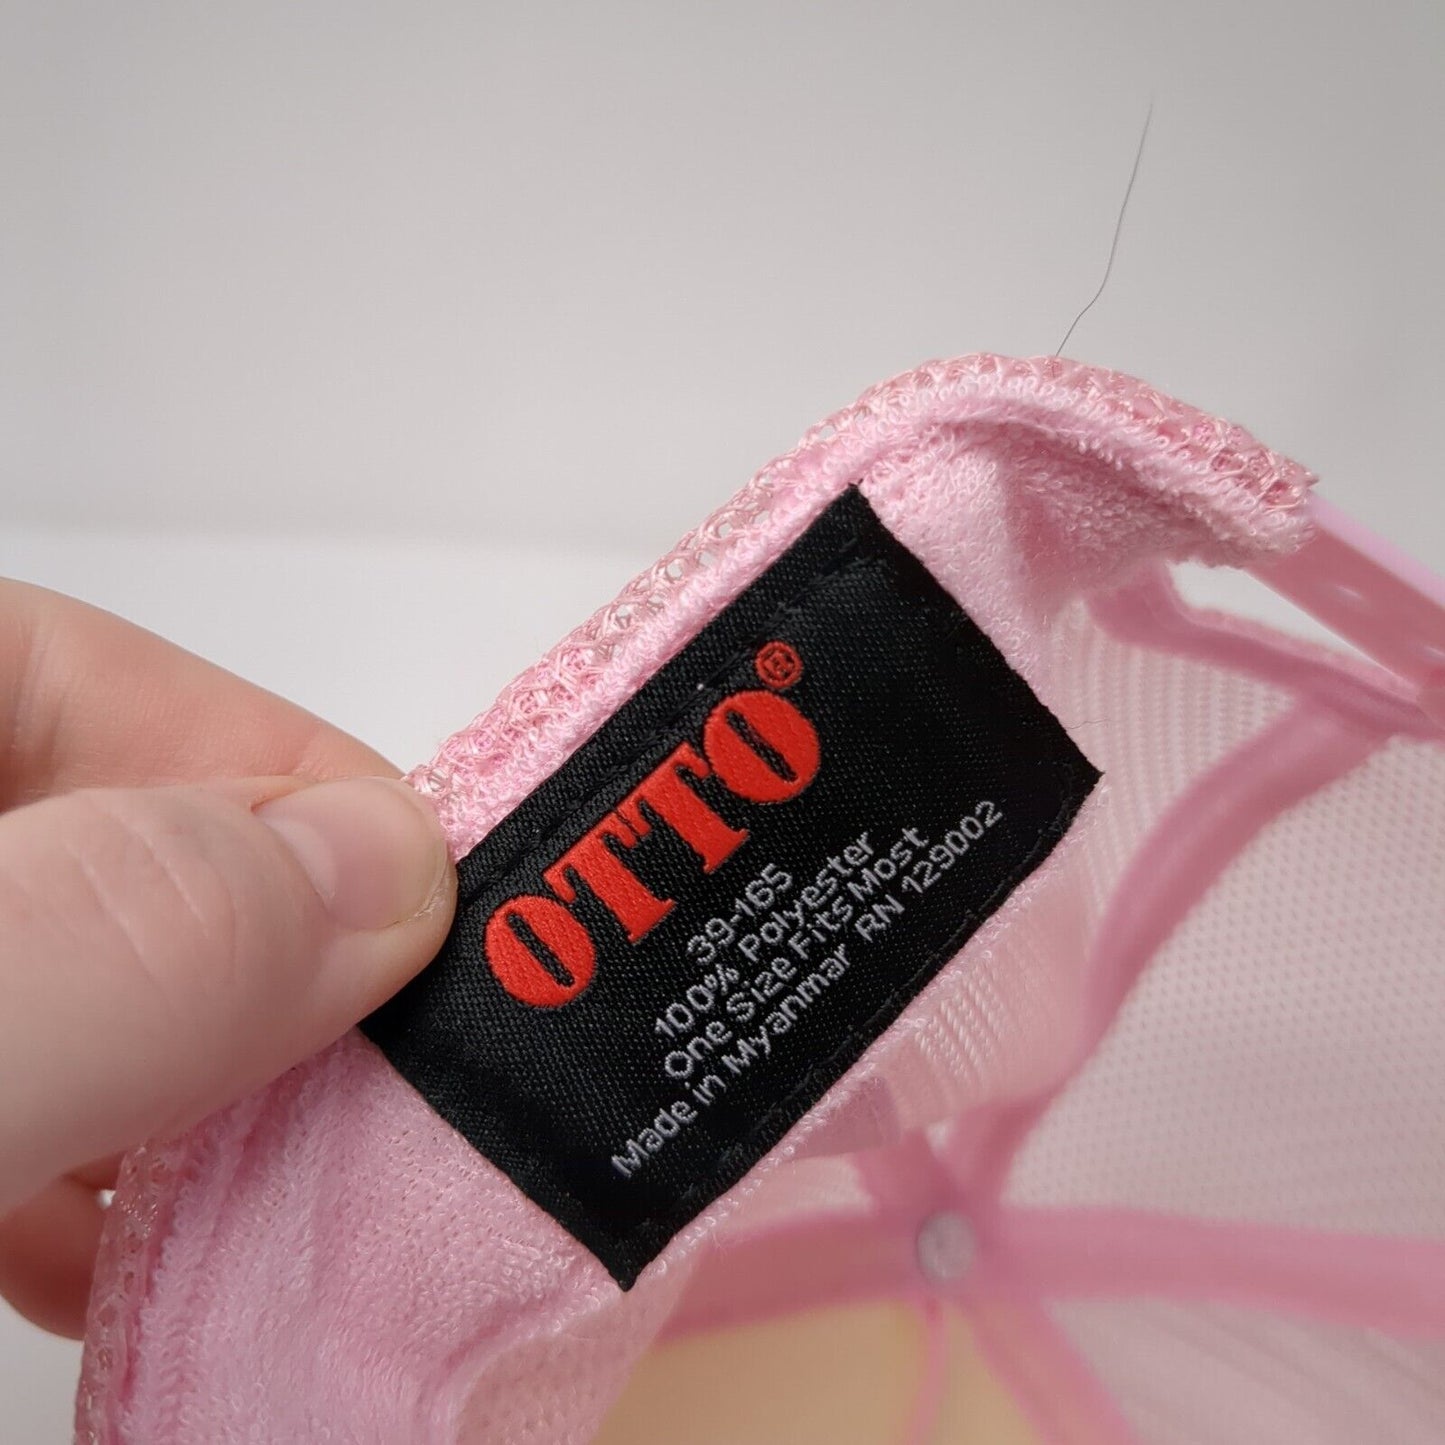 OTTO®
39-165
100% Polyester
One Size Fits Most
Made in Myanmar RN 129002